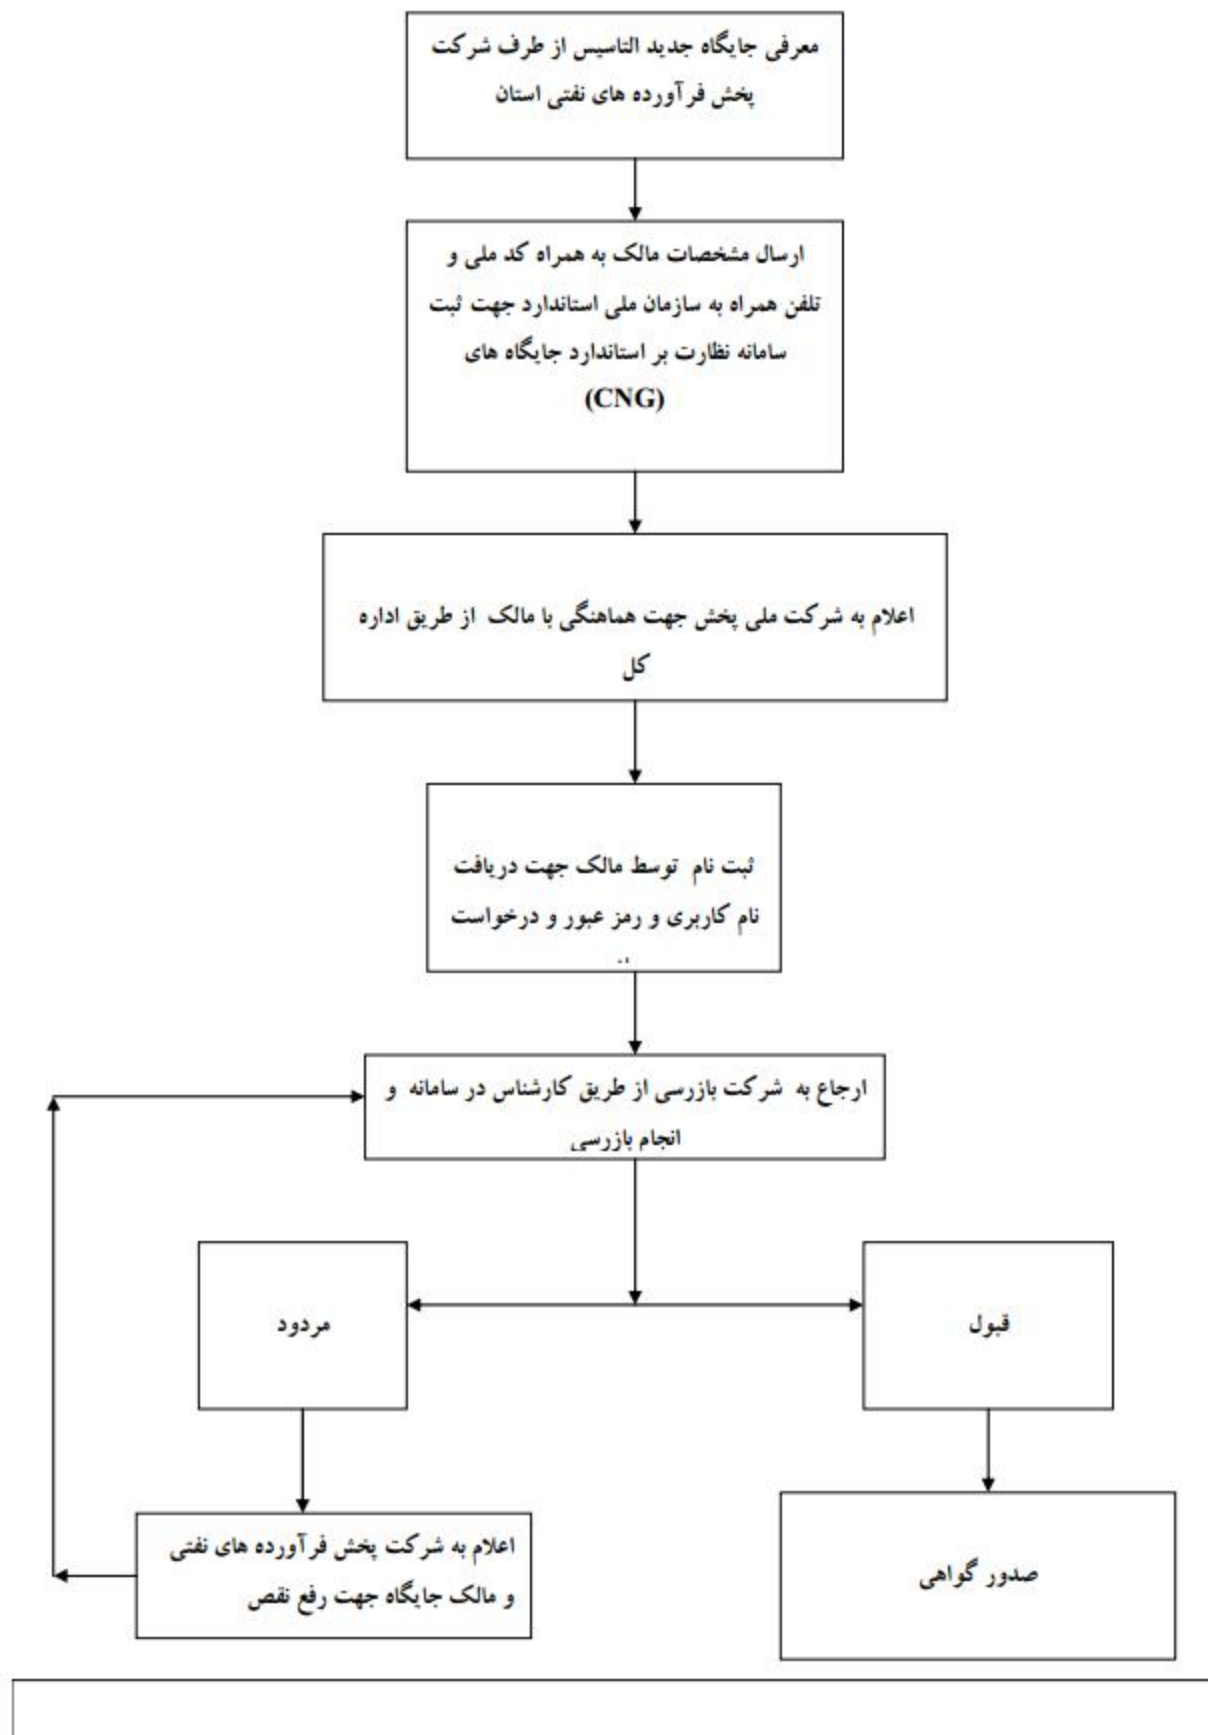 معرفی جایگاه جدید التاسیس از طرف شرکت
پخش فرآورده های نفتی استان
ارسال مشخصات مالک به همراه کد ملی و
تلفن همراه به سازمان ملی استاندارد جهت ثبت
سامانه نظارت بر استاندارد جایگاه های
(CNG)
اعلام به شرکت ملی پخش جهت هماهنگی با مالک از طریق اداره
کل
ثبت نام توسط مالک جهت دریافت
نام کاربری و رمز عبور و درخواست
ارجاع به شرکت بازرسی از طریق کارشناس در سامانه و
انجام بازرسی
مردود
قبول
اعلام به شرکت پخش فرآورده های نفتی
و مالک جایگاه جهت رفع نقص
صدور گواهی